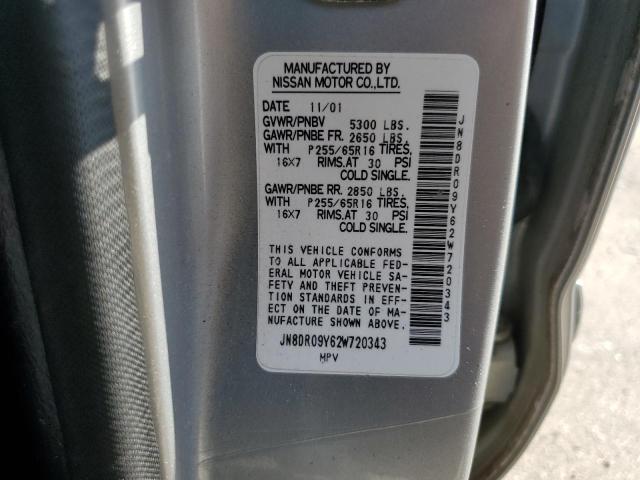 MANUFACTURED BY
NISSAN MOTOR CO.,LTD.
DATE 11/01
GVWR/PNBV 5300 LBS.
GAWR/PNBE FR. 2650 LBS.
WITH P255/65R16 TIRES,
16X7 RIMS.AT 30 PSI
COLD SINGLE.
GAWR/PNBE RR. 2850 LBS.
WITH P255/65R16 TIRES,
16X7 RIMS.AT 30 PSI
COLD SINGLE.
THIS VEHICLE CONFORMS
TO ALL APPLICABLE FED-
ERAL MOTOR VEHICLE SA-
FETY AND THEFT PREVEN-
TION STANDARDS IN EFF-
ECT ON THE DATE OF MA-
NUFACTURE SHOWN ABOVE.
JN8DR09Y62W720343
MPV
JN8DR09Y62W720343